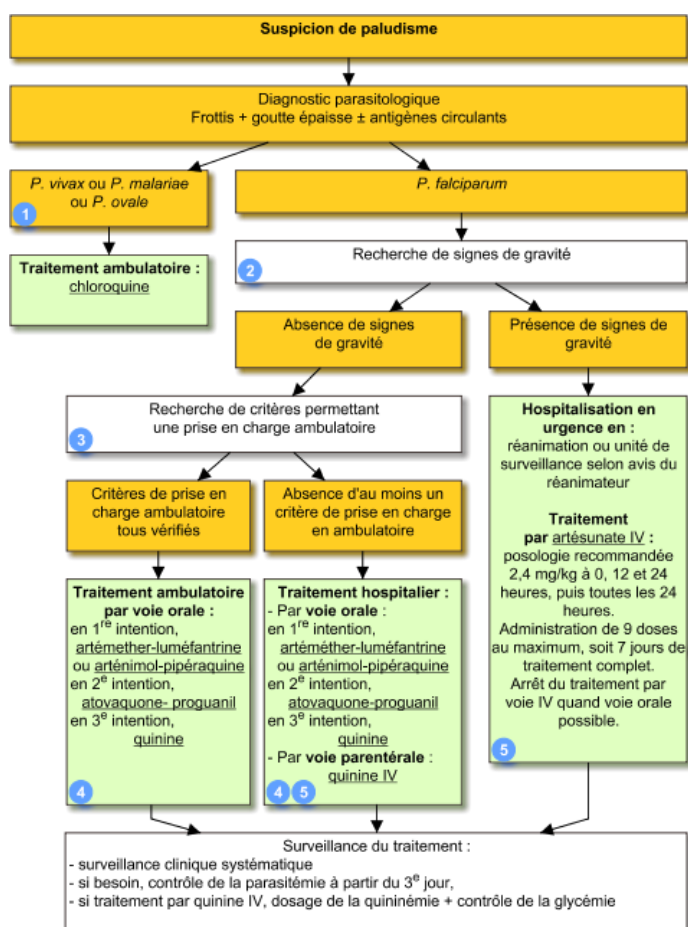 Suspicion de paludisme
Diagnostic parasitologique
Frottis + goutte épaisse ± antigènes circulants
P. vivax ou P. malariae
ou P. ovale
1
P. falciparum
Traitement ambulatoire :
chloroquine
Recherche de signes de gravité
2
Absence de signes
de gravité
Présence de signes de
gravité
Recherche de critères permettant
une prise en charge ambulatoire
3
Critères de prise en
charge ambulatoire
tous vérifiés
Absence d'au moins un
critère de prise en charge
en ambulatoire
Traitement ambulatoire
par voie orale :
en 1re intention,
artémether-luméfantrine
ou arténimol-pipéraquine
en 2e intention,
atovaquone- proguanil
en 3e intention,
quinine
4
Traitement hospitalier :
- Par voie orale :
en 1re intention,
artéméther-luméfantrine
ou arténimol-pipéraquine
en 2e intention,
atovaquone-proguanil
en 3e intention,
quinine
- Par voie parentérale :
quinine IV
4 5
Hospitalisation en
urgence en :
réanimation ou unité de
surveillance selon avis du
réanimateur
Traitement
par artésunate IV :
posologie recommandée
2,4 mg/kg à 0, 12 et 24
heures, puis toutes les 24
heures.
Administration de 9 doses
au maximum, soit 7 jours de
traitement complet.
Arrêt du traitement par
voie IV quand voie orale
possible.
5
Surveillance du traitement :
- surveillance clinique systématique
- si besoin, contrôle de la parasitémie à partir du 3e jour,
- si traitement par quinine IV, dosage de la quininémie + contrôle de la glycémie